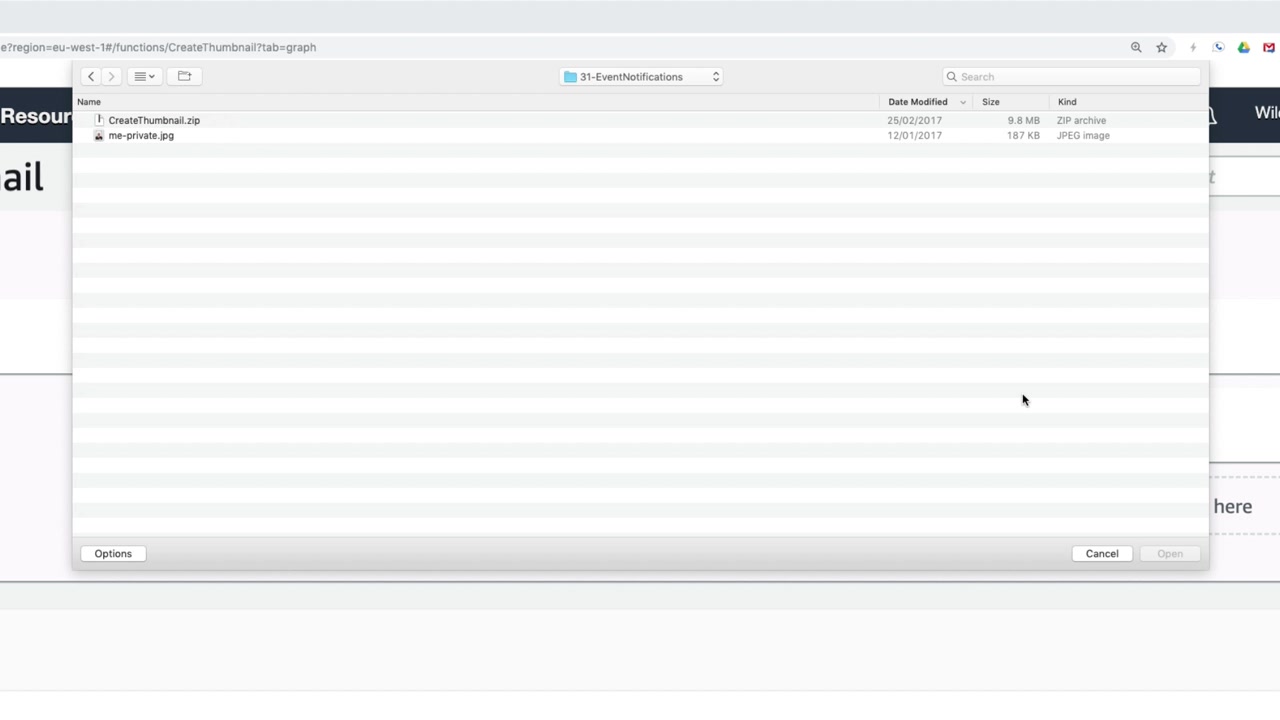 e?region=eu-west-1#/functions/CreateThumbnail?tab=graph
31-EventNotifications
Search
Name Date Modified Size Kind
CreateThumbnail.zip 25/02/2017 9.8 MB ZIP archive
me-private.jpg 12/01/2017 187 KB JPEG image
Resour
Wil
ail
t
here
Options Cancel Open